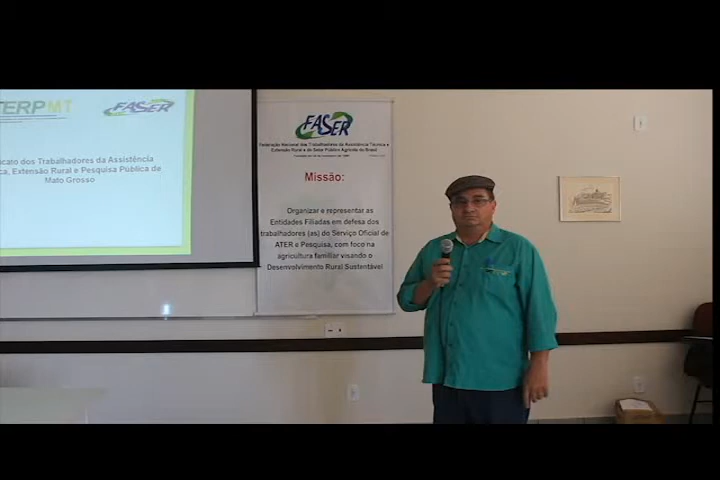 TERPMT
FASER
cato dos Trabalhadores da Assistência
ca, Extensão Rural e Pesquisa Pública de
Mato Grosso
FASER
Federação Nacional dos Trabalhadores da Assistência Técnica e
Extensão Rural e do Setor Público Agrícola do Brasil
Missão:
Organizar e representar as
Entidades Filiadas em defesa dos
trabalhadores (as) do Serviço Oficial de
ATER e Pesquisa, com foco na
agricultura familiar visando o
Desenvolvimento Rural Sustentável